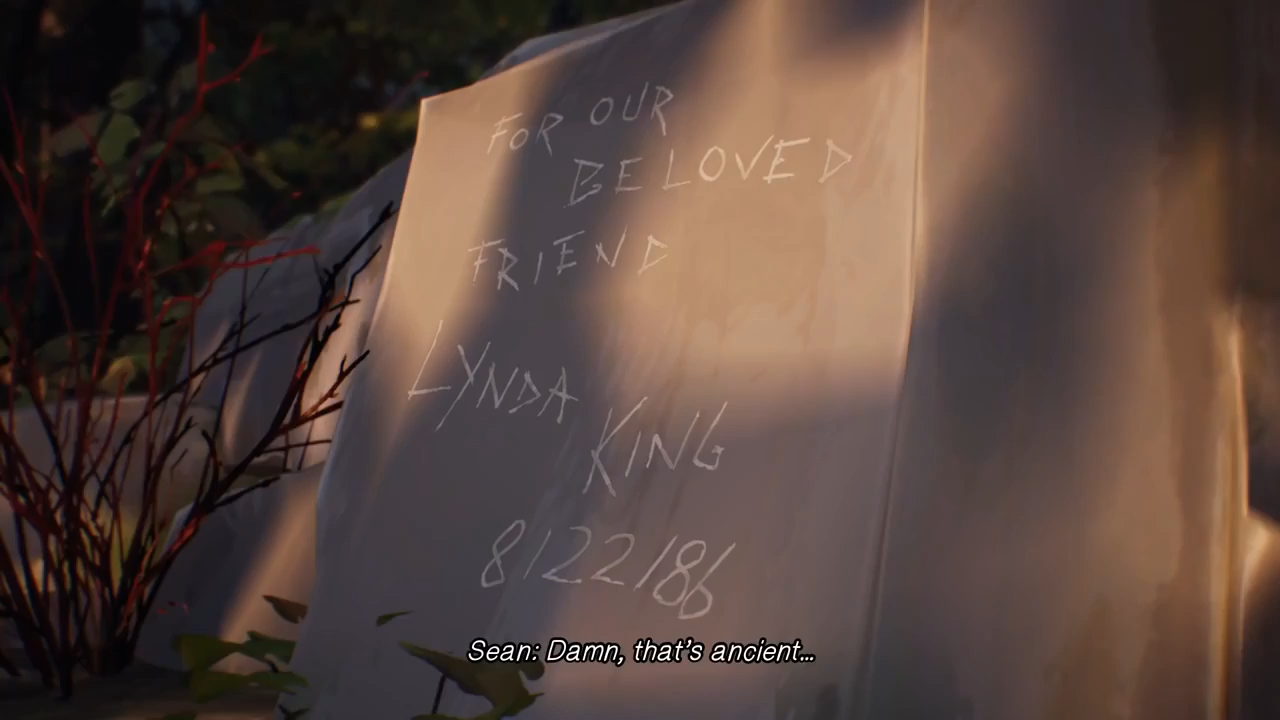 FOR OUR
BELOVED
FRIEND
LYNDA
KING
8/22/86
Sean: Damn, that's ancient...